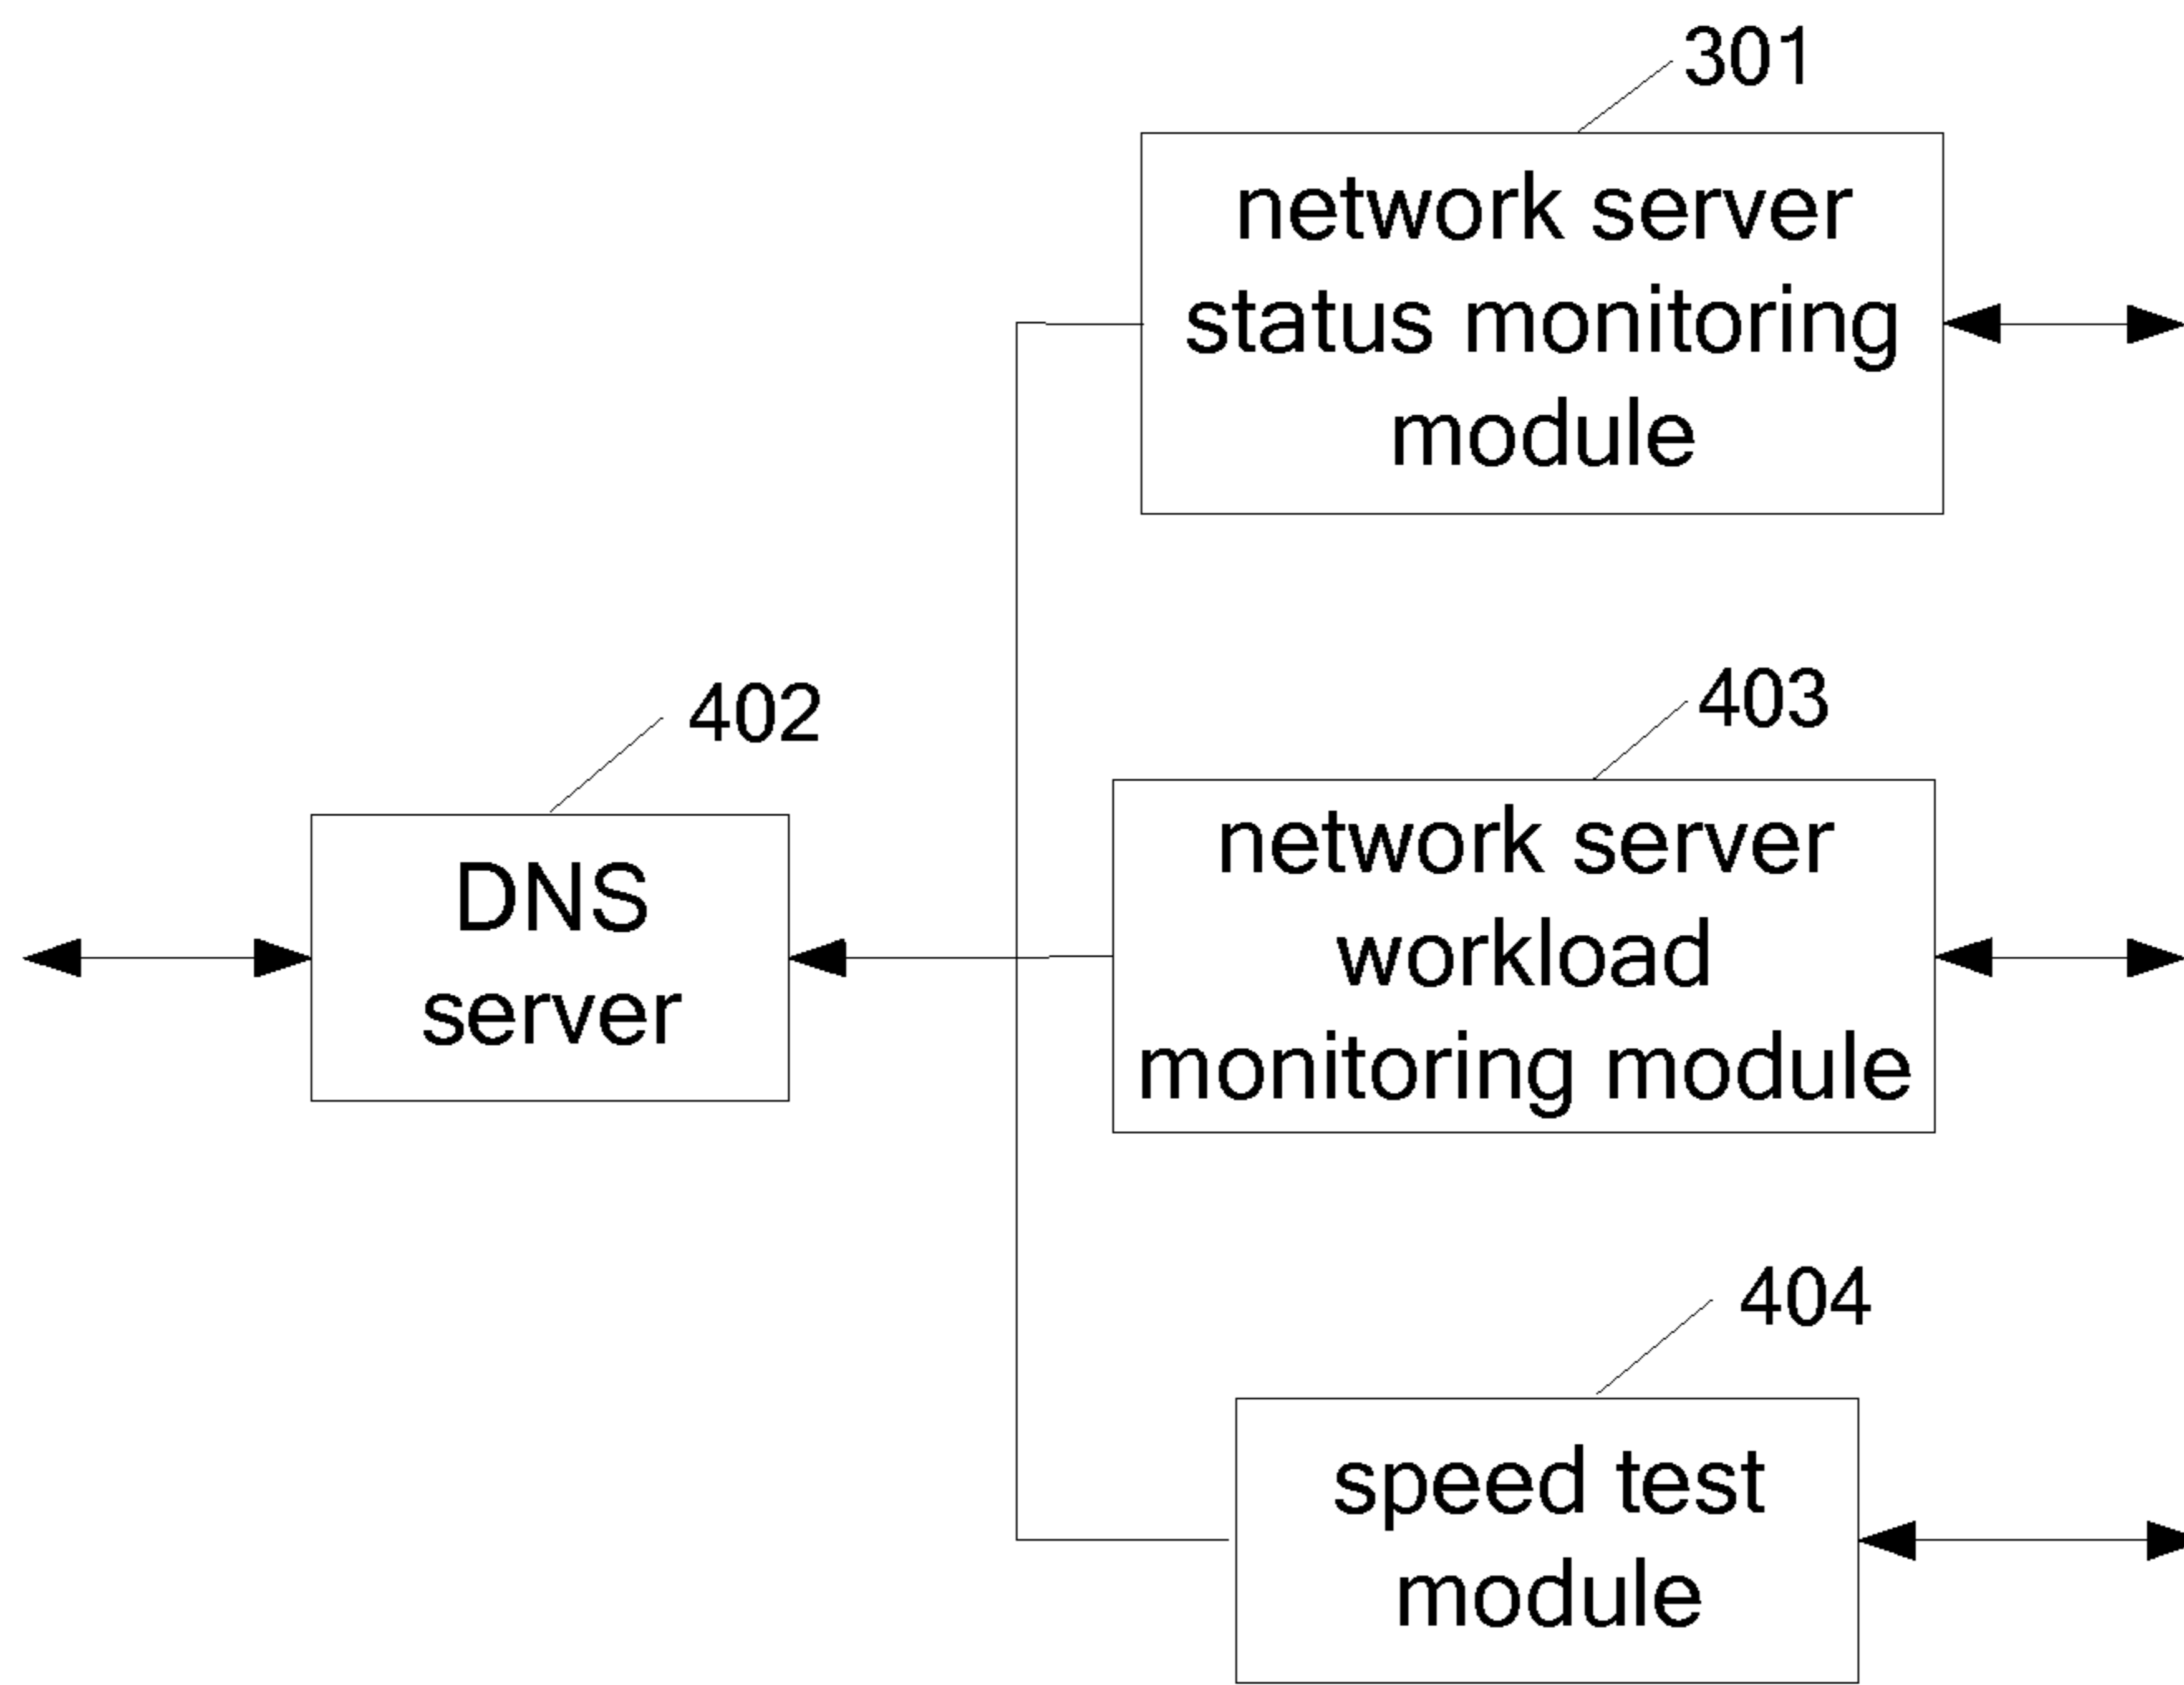 301
network server
status monitoring
module
402
DNS
server
403
network server
workload
monitoring module
404
speed test
module